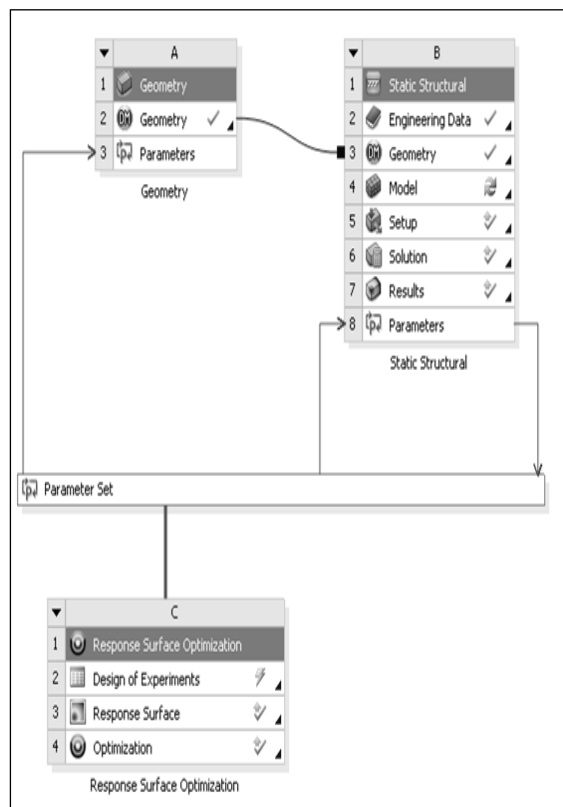 A
1 Geometry
2 Geometry
3 Parameters
Geometry
B
1 Static Structural
2 Engineering Data
3 Geometry
4 Model
5 Setup
6 Solution
7 Results
8 Parameters
Static Structural
Parameter Set
C
1 Response Surface Optimization
2 Design of Experiments
3 Response Surface
4 Optimization
Response Surface Optimization